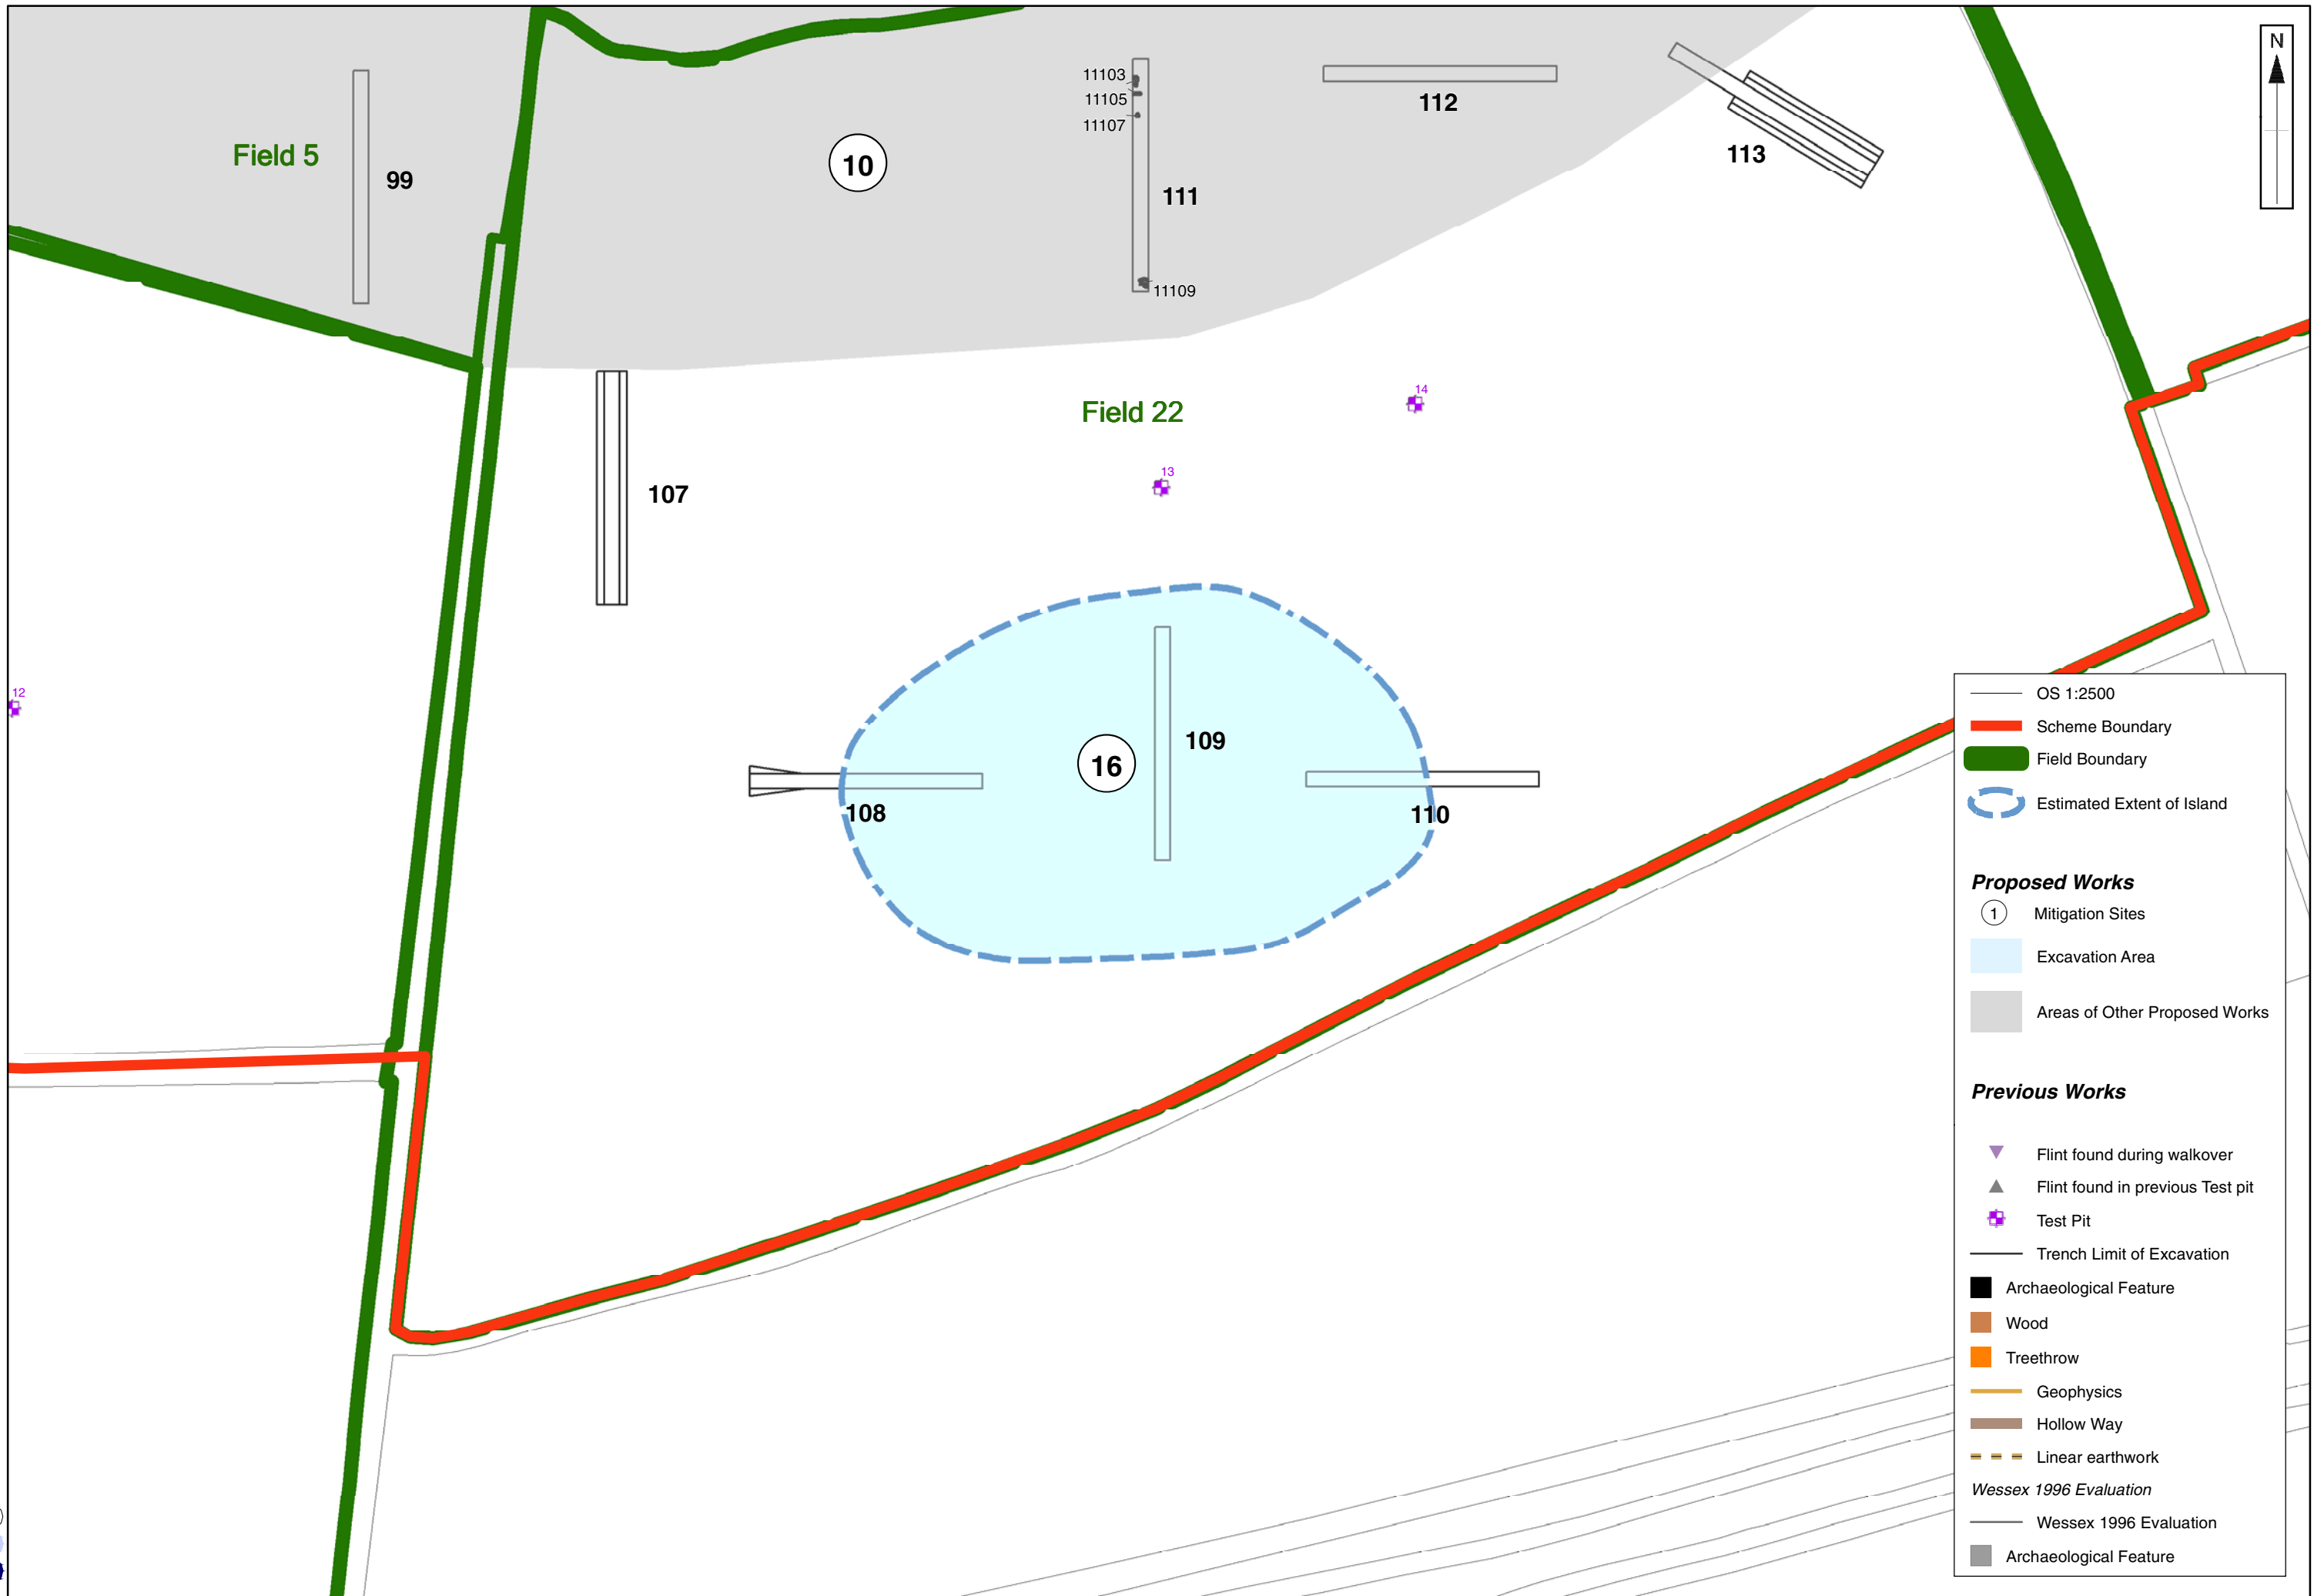 N
11103
11105
11107
112
113
Field 5
99
10
111
11109
14
Field 22
13
107
12
109
16
108
110
OS 1:2500
Scheme Boundary
Field Boundary
Estimated Extent of Island
Proposed Works
1 Mitigation Sites
Excavation Area
Areas of Other Proposed Works
Previous Works
Flint found during walkover
Flint found in previous Test pit
Test Pit
Trench Limit of Excavation
Archaeological Feature
Wood
Treethrow
Geophysics
Hollow Way
Linear earthwork
Wessex 1996 Evaluation
Wessex 1996 Evaluation
Archaeological Feature